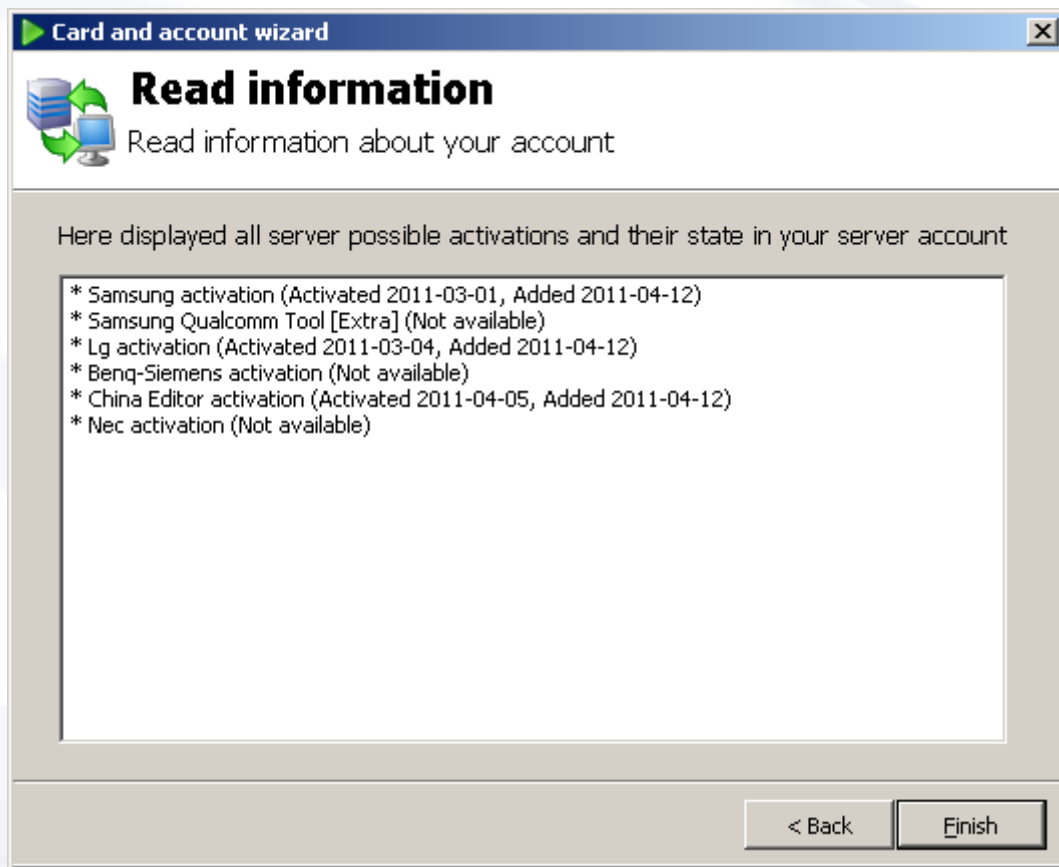 Card and account wizard
Read information
Read information about your account
Here displayed all server possible activations and their state in your server account
* Samsung activation (Activated 2011-03-01, Added 2011-04-12)
* Samsung Qualcomm Tool [Extra] (Not available)
* Lg activation (Activated 2011-03-04, Added 2011-04-12)
* Benq-Siemens activation (Not available)
* China Editor activation (Activated 2011-04-05, Added 2011-04-12)
* Nec activation (Not available)
< Back
Finish